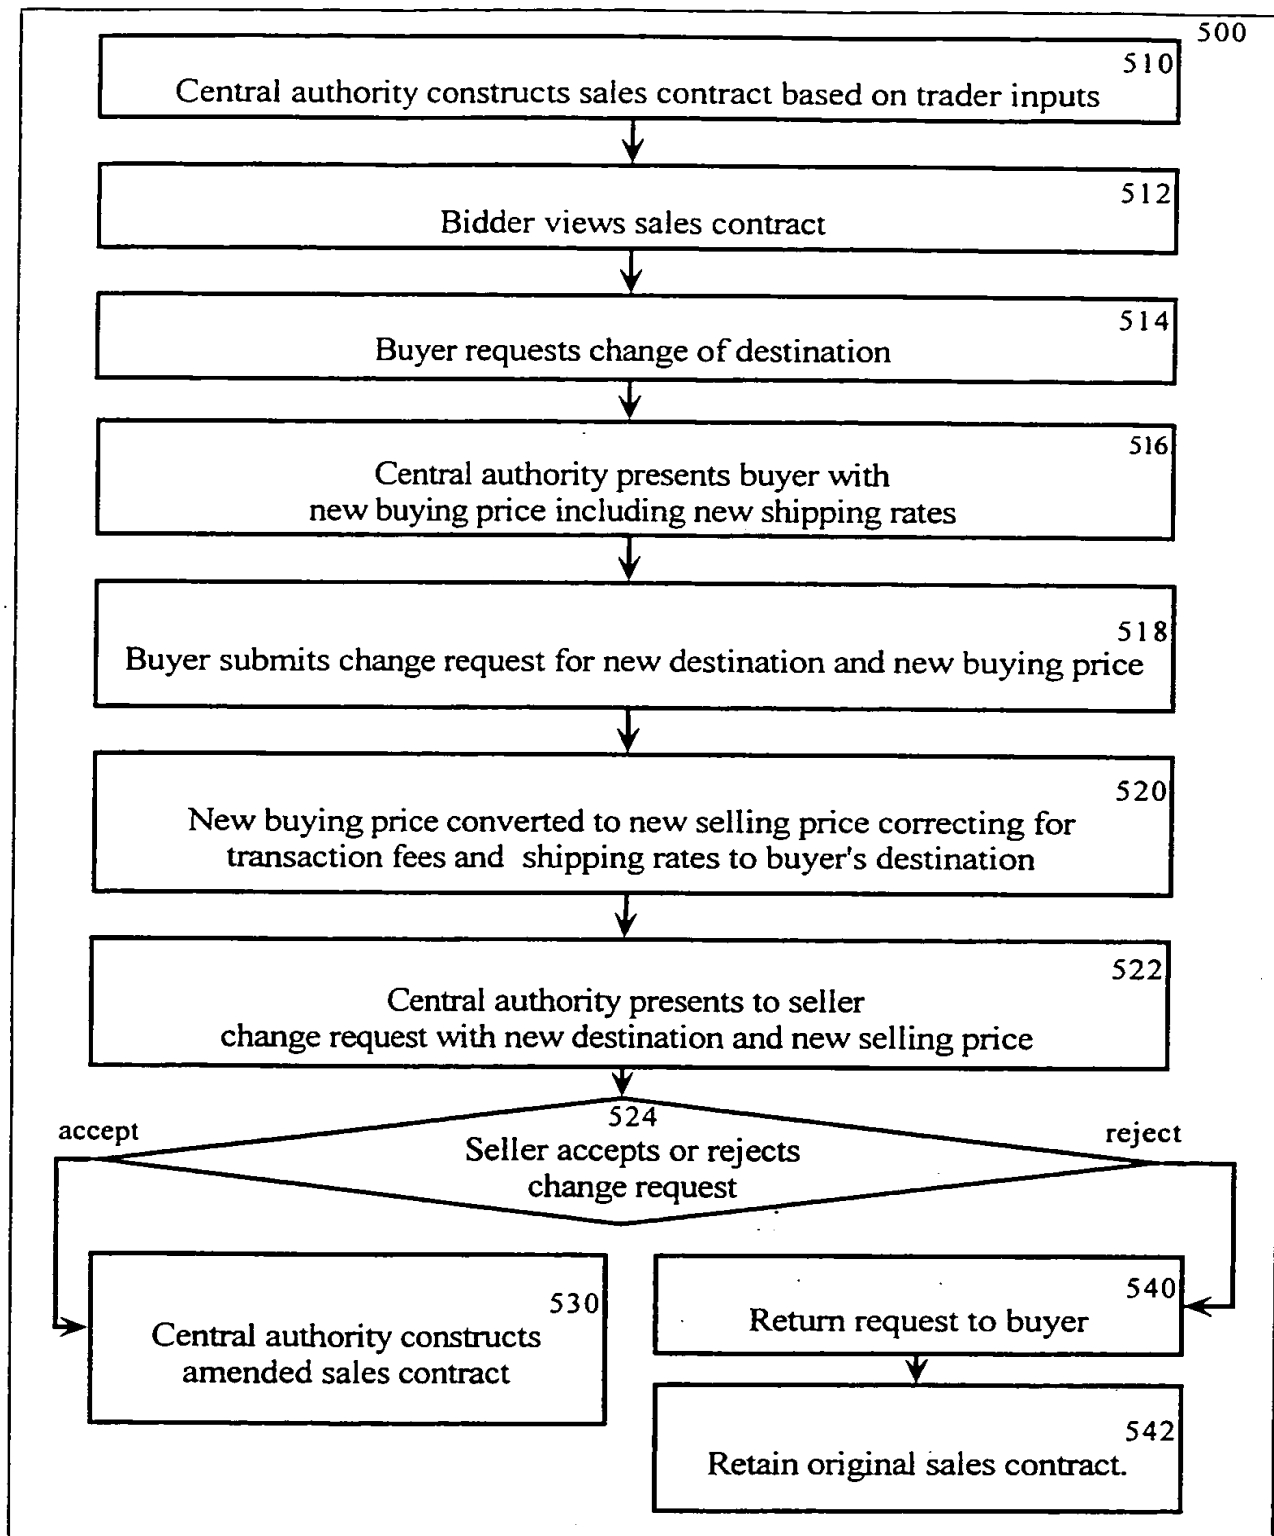 500
510
Central authority constructs sales contract based on trader inputs
512
Bidder views sales contract
514
Buyer requests change of destination
516
Central authority presents buyer with
new buying price including new shipping rates
518
Buyer submits change request for new destination and new buying price
520
New buying price converted to new selling price correcting for
transaction fees and shipping rates to buyer's destination
522
Central authority presents to seller
change request with new destination and new selling price
524
accept
reject
Seller accepts or rejects
change request
530
Central authority constructs
amended sales contract
540
Return request to buyer
542
Retain original sales contract.